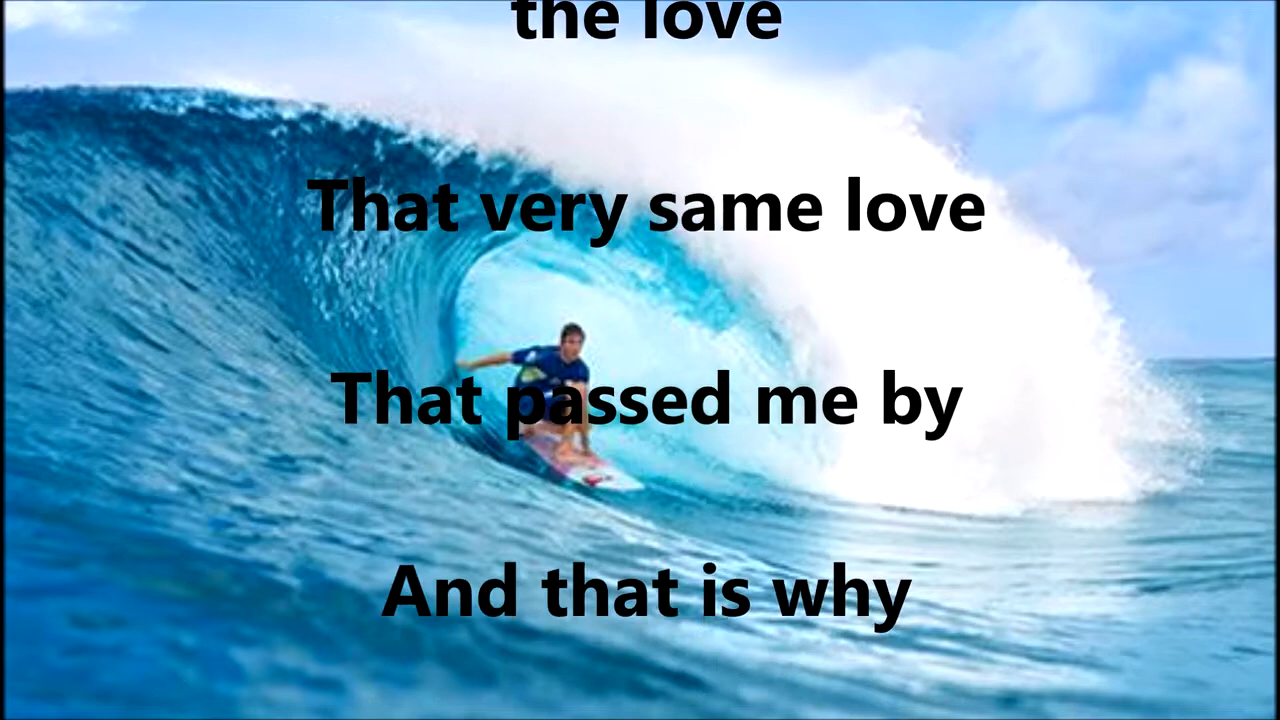 the love
That very same love
That passed me by
And that is why